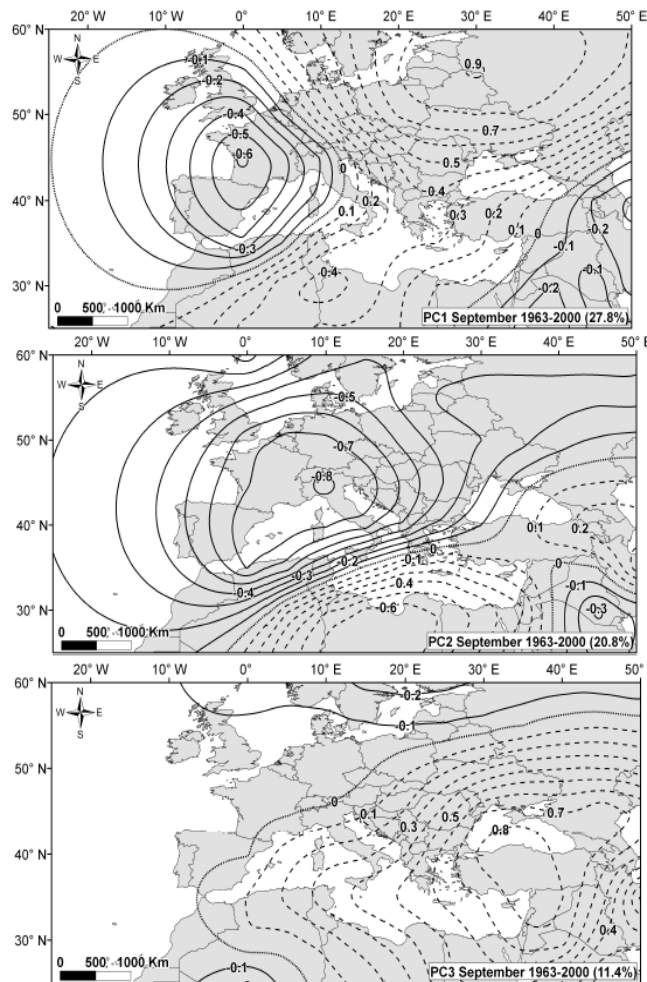 20° W 10° W 0° 10° E 20° E 30° E 40° E 50° E
60° N
50° N
40° N
30° N
N
W E
S
-0.1
-0.2
-0.4
-0.5
-0.6
-0.3
0
0.1
0.2
0.9
0.7
0.5
-0.4
0.3
0.2
0.1
0
-0.1
-0.2
-0.1
-0.2
-0.4
0 500 1000 Km
PC1 September 1963-2000 (27.8%)
20° W 10° W 0° 10° E 20° E 30° E 40° E 50° E
60° N
50° N
40° N
30° N
N
W E
S
-0.5
-0.7
-0.8
0
-0.1
-0.2
-0.3
-0.4
0.4
-0.6
0.1
0.2
0
-0.1
-0.3
0 500 1000 Km
PC2 September 1963-2000 (20.8%)
20° W 10° W 0° 10° E 20° E 30° E 40° E 50° E
60° N
50° N
40° N
30° N
N
W E
S
-0.2
-0.1
0
0.1
0.3
0.5
0.7
0.8
0.4
-0.1
0 500 1000 Km
PC3 September 1963-2000 (11.4%)